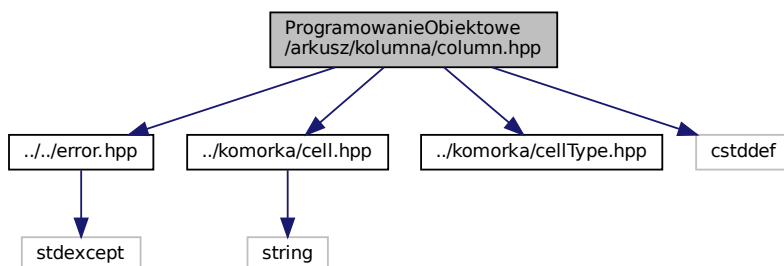 ProgramowanieObiektowe
/arkusz/kolumna/column.hpp
../../error.hpp
../komorka/cell.hpp
../komorka/cellType.hpp
cstddef
stdexcept
string